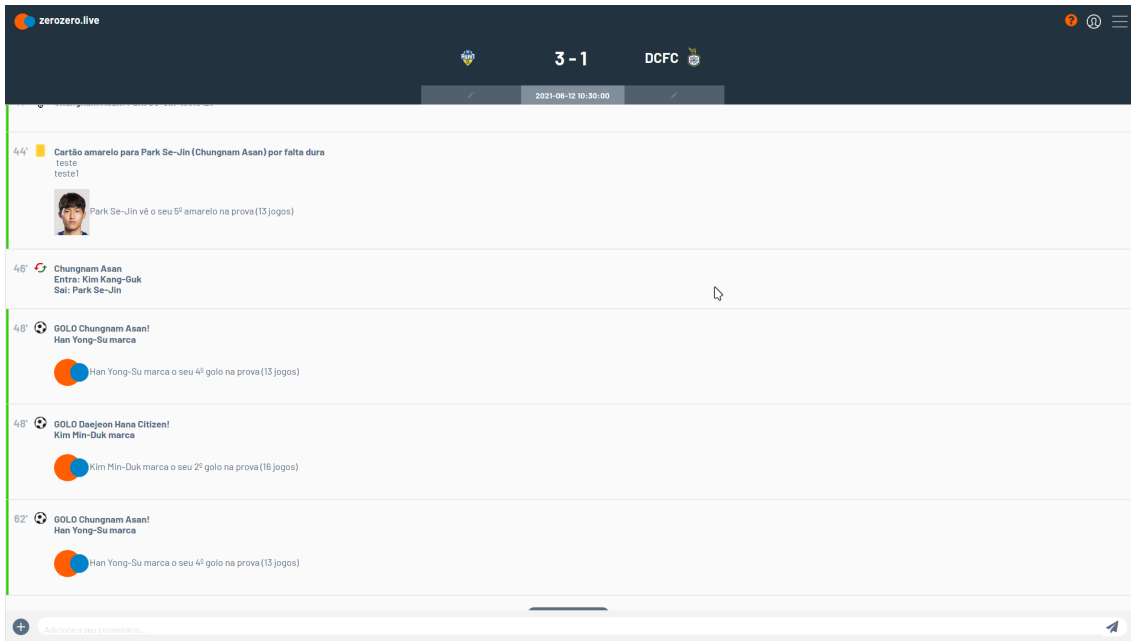 zerozero.live
?
3 - 1
DCFC
2021-06-12 10:30:00
44'
Cartão amarelo para Park Se-Jin (Chungnam Asan) por falta dura
teste
teste1
Park Se-Jin vê o seu 5º amarelo na prova (13 jogos)
46'
Chungnam Asan
Entra: Kim Kang-Guk
Sai: Park Se-Jin
48'
GOLO Chungnam Asan!
Han Yong-Su marca
Han Yong-Su marca o seu 4º golo na prova (13 jogos)
48'
GOLO Daejeon Hana Citizen!
Kim Min-Duk marca
Kim Min-Duk marca o seu 2º golo na prova (16 jogos)
62'
GOLO Chungnam Asan!
Han Yong-Su marca
Han Yong-Su marca o seu 4º golo na prova (13 jogos)
Adicione o seu comentário...